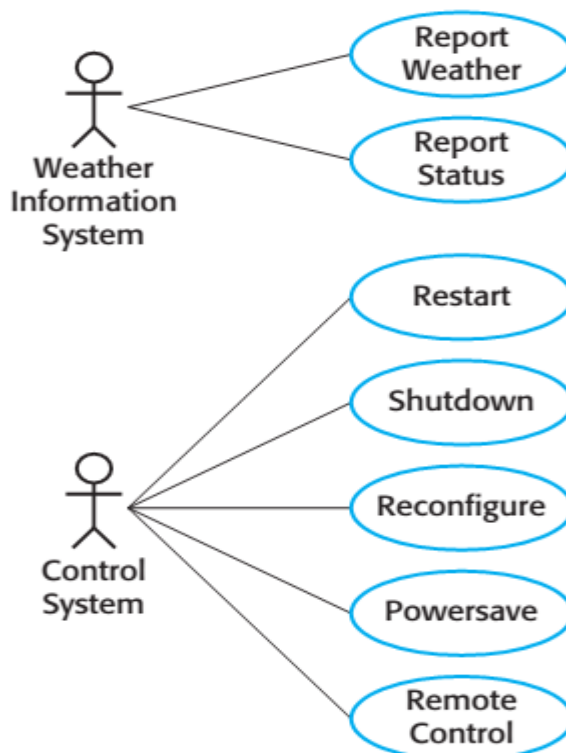 Report
Weather
Report
Status
Weather
Information
System
Restart
Shutdown
Reconfigure
Control
System
Powersave
Remote
Control